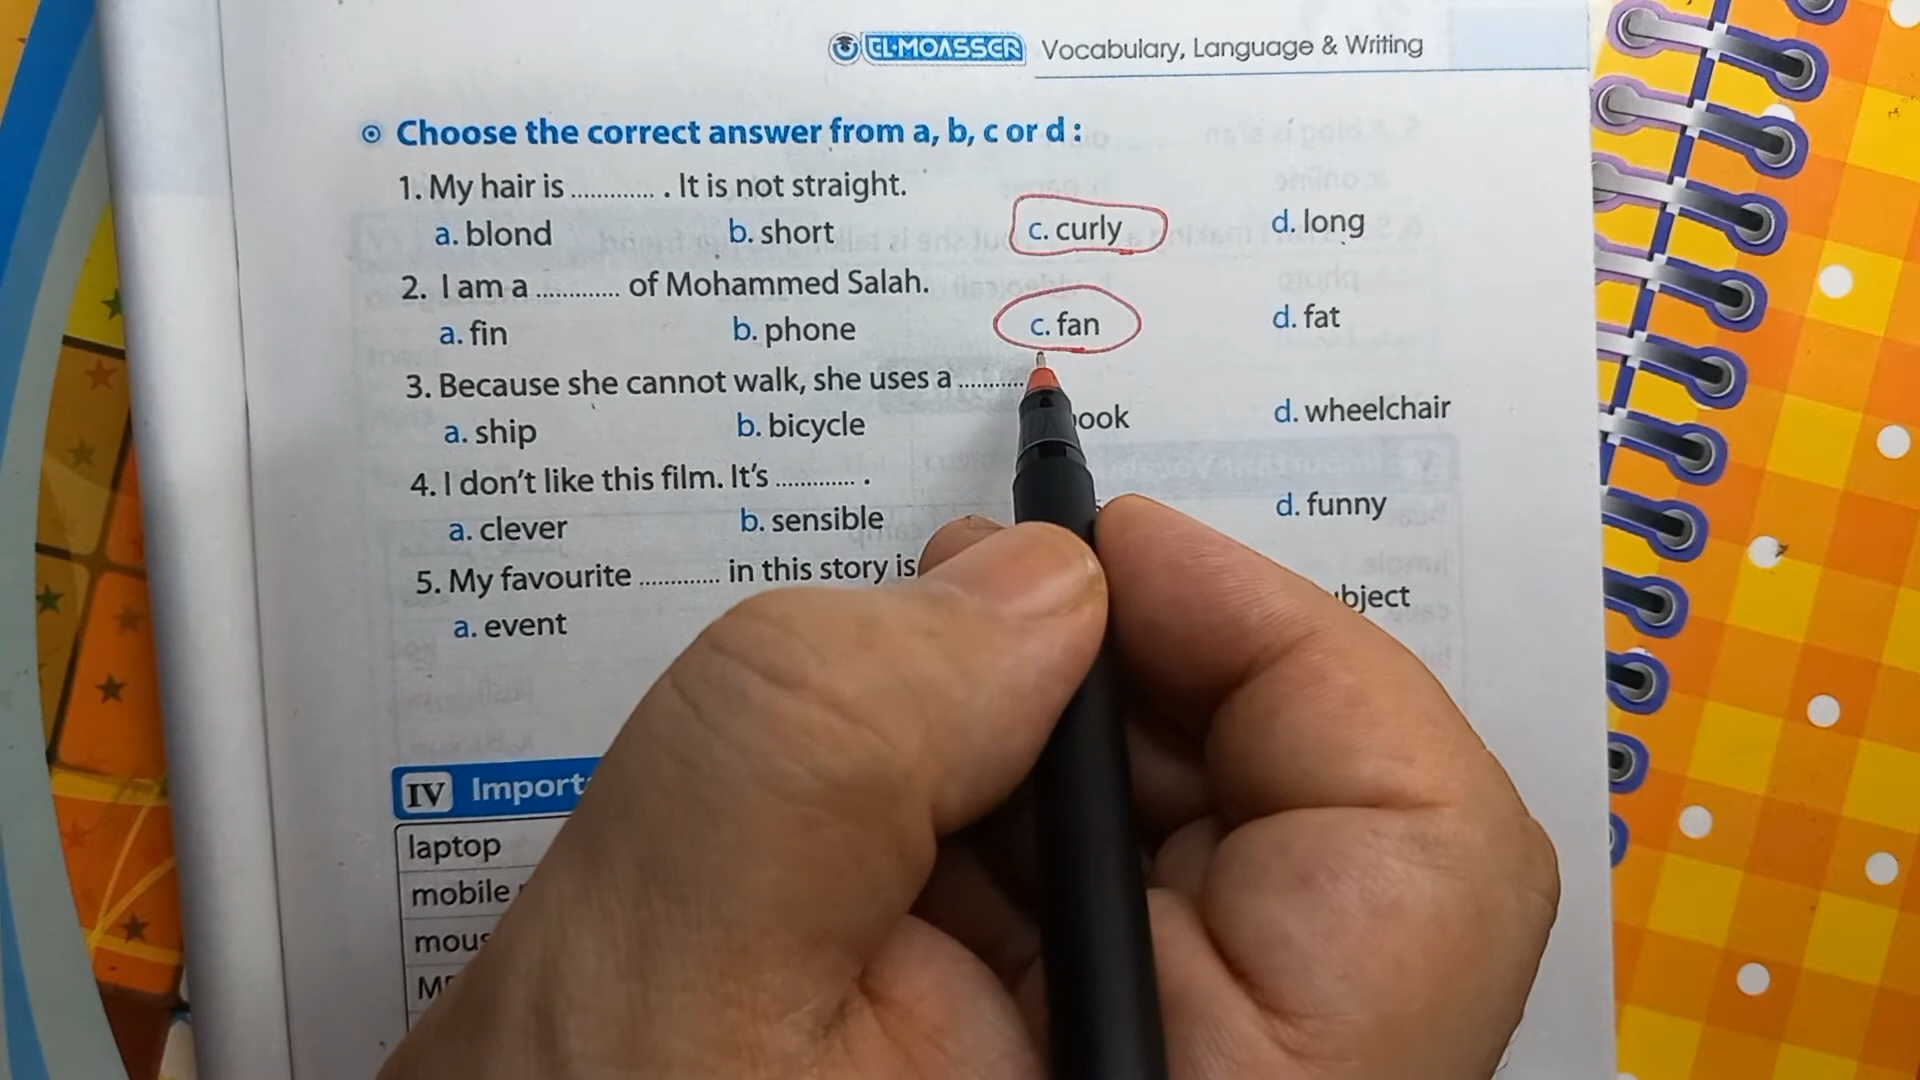 EL-MOASSER Vocabulary, Language & Writing
Choose the correct answer from a, b, c or d :
1. My hair is ............. . It is not straight.
a. blond b. short c. curly d. long
2. I am a ............. of Mohammed Salah.
a. fin b. phone c. fan d. fat
3. Because she cannot walk, she uses a ...........
a. ship b. bicycle d. wheelchair
4. I don't like this film. It's ............. .
a. clever b. sensible d. funny
5. My favourite ............. in this story is
a. event
IV
laptop
mobile